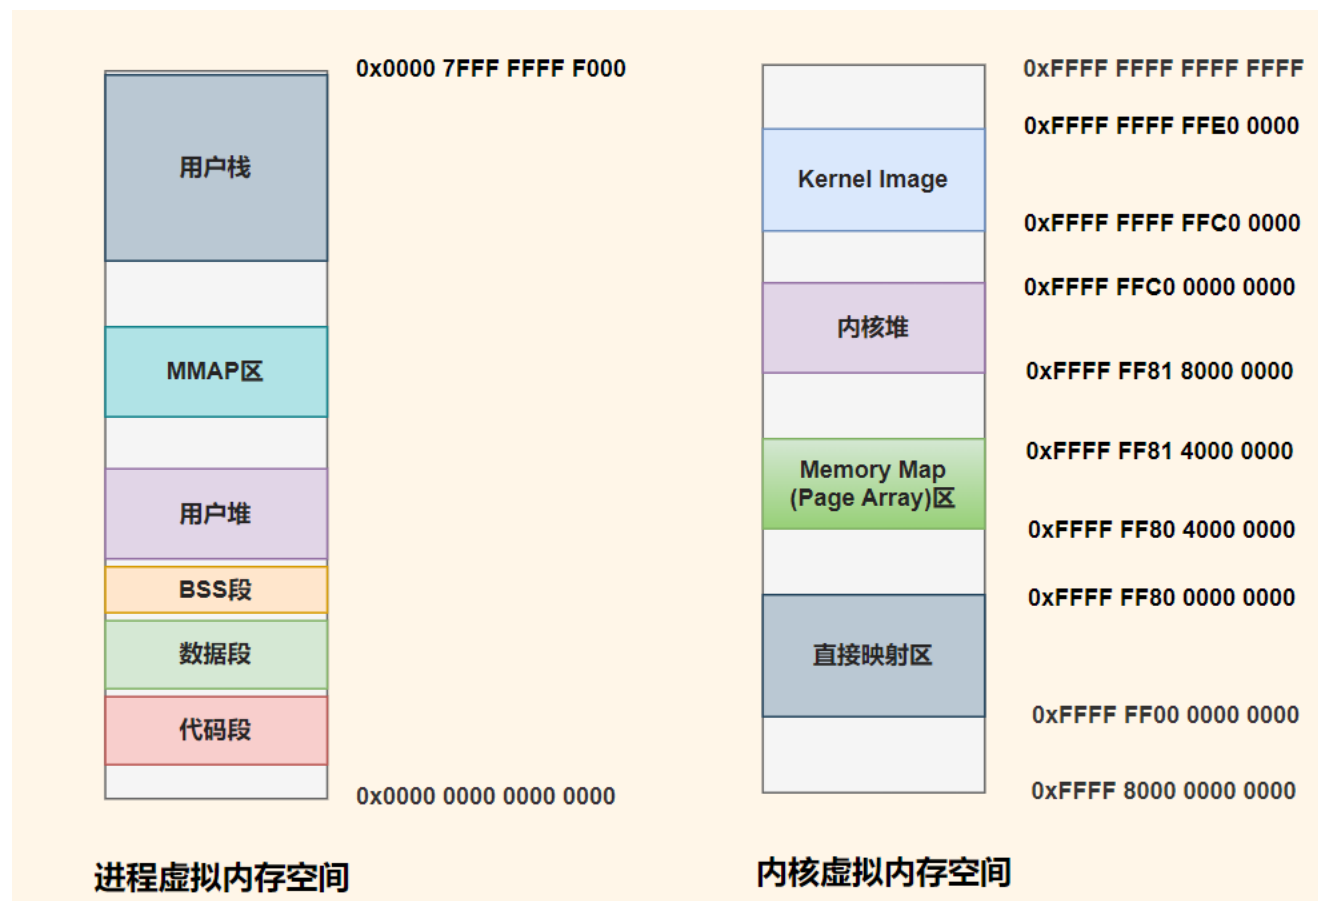 0x0000 7FFF FFFF F000
用户栈
MMAP区
用户堆
BSS段
数据段
代码段
0x0000 0000 0000 0000
进程虚拟内存空间
0xFFFF FFFF FFFF FFFF
0xFFFF FFFF FFE0 0000
Kernel Image
0xFFFF FFFF FFC0 0000
0xFFFF FFC0 0000 0000
内核堆
0xFFFF FF81 8000 0000
0xFFFF FF81 4000 0000
Memory Map
(Page Array)区
0xFFFF FF80 4000 0000
0xFFFF FF80 0000 0000
直接映射区
0xFFFF FF00 0000 0000
0xFFFF 8000 0000 0000
内核虚拟内存空间